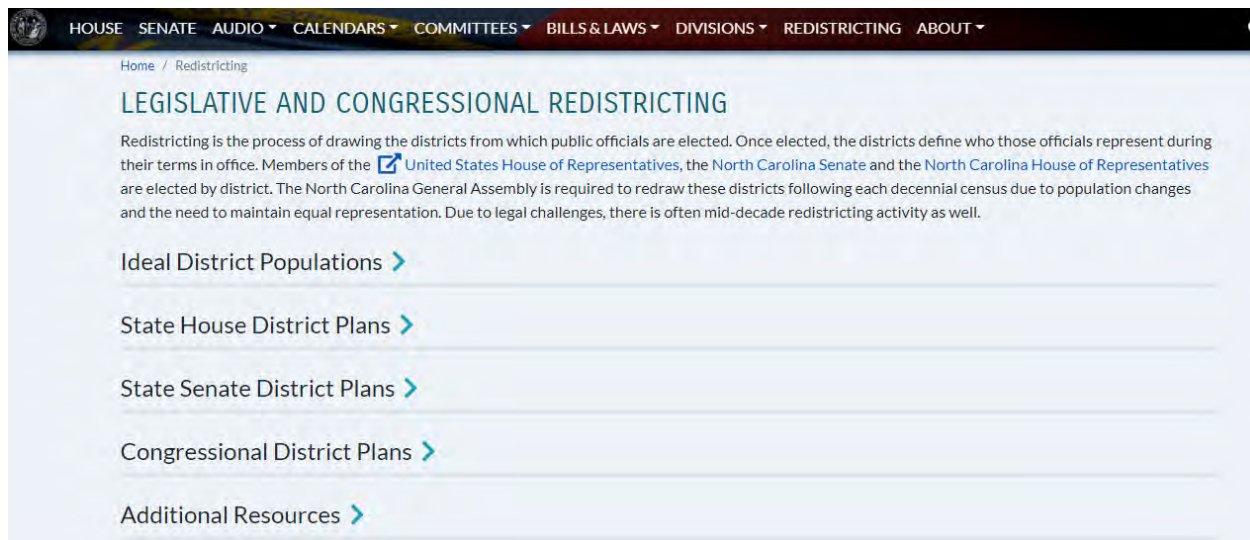 HOUSE SENATE AUDIO CALENDARS COMMITTEES BILLS & LAWS DIVISIONS REDISTRICTING ABOUT
Home / Redistricting
LEGISLATIVE AND CONGRESSIONAL REDISTRICTING
Redistricting is the process of drawing the districts from which public officials are elected. Once elected, the districts define who those officials represent during
their terms in office. Members of the United States House of Representatives, the North Carolina Senate and the North Carolina House of Representatives
are elected by district. The North Carolina General Assembly is required to redraw these districts following each decennial census due to population changes
and the need to maintain equal representation. Due to legal challenges, there is often mid-decade redistricting activity as well.
Ideal District Populations
State House District Plans
State Senate District Plans
Congressional District Plans
Additional Resources